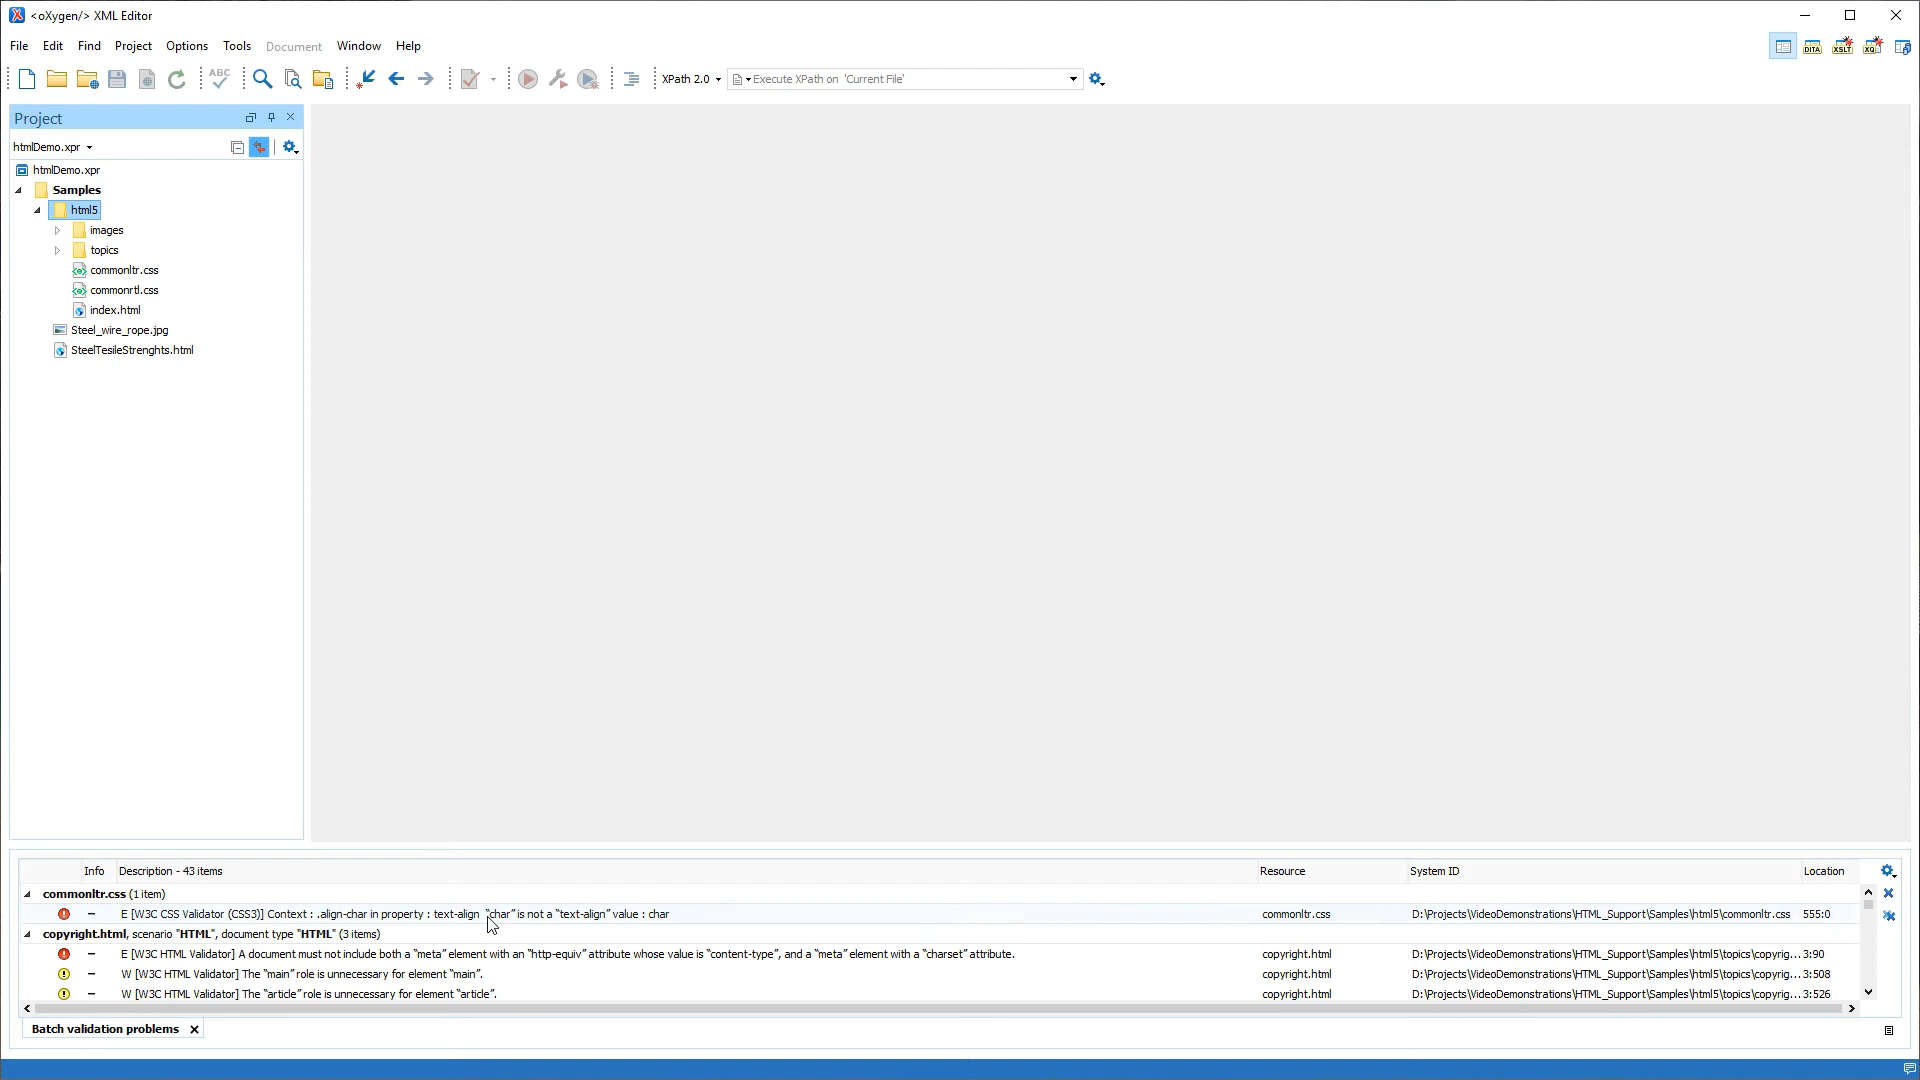 <oXygen/> XML Editor
File Edit Find Project Options Tools Document Window Help
DITA XSLT XQ
ABC XPath 2.0 Execute XPath on 'Current File'
Project
htmlDemo.xpr
htmlDemo.xpr
Samples
html5
images
topics
commonltr.css
commonrtl.css
index.html
Steel_wire_rope.jpg
SteelTesileStrenghts.html
Info Description - 43 items Resource System ID Location
commonltr.css (1 item)
E [W3C CSS Validator (CSS3)] Context : .align-char in property : text-align “char” is not a “text-align” value : char commonltr.css D:\Projects\VideoDemonstrations\HTML_Support\Samples\html5\commonltr.css 555:0
copyright.html, scenario "HTML", document type "HTML" (3 items)
E [W3C HTML Validator] A document must not include both a “meta” element with an “http-equiv” attribute whose value is “content-type”, and a “meta” element with a “charset” attribute. copyright.html D:\Projects\VideoDemonstrations\HTML_Support\Samples\html5\topics\copyrig... 3:90
W [W3C HTML Validator] The “main” role is unnecessary for element “main”. copyright.html D:\Projects\VideoDemonstrations\HTML_Support\Samples\html5\topics\copyrig... 3:508
W [W3C HTML Validator] The “article” role is unnecessary for element “article”. copyright.html D:\Projects\VideoDemonstrations\HTML_Support\Samples\html5\topics\copyrig... 3:526
Batch validation problems